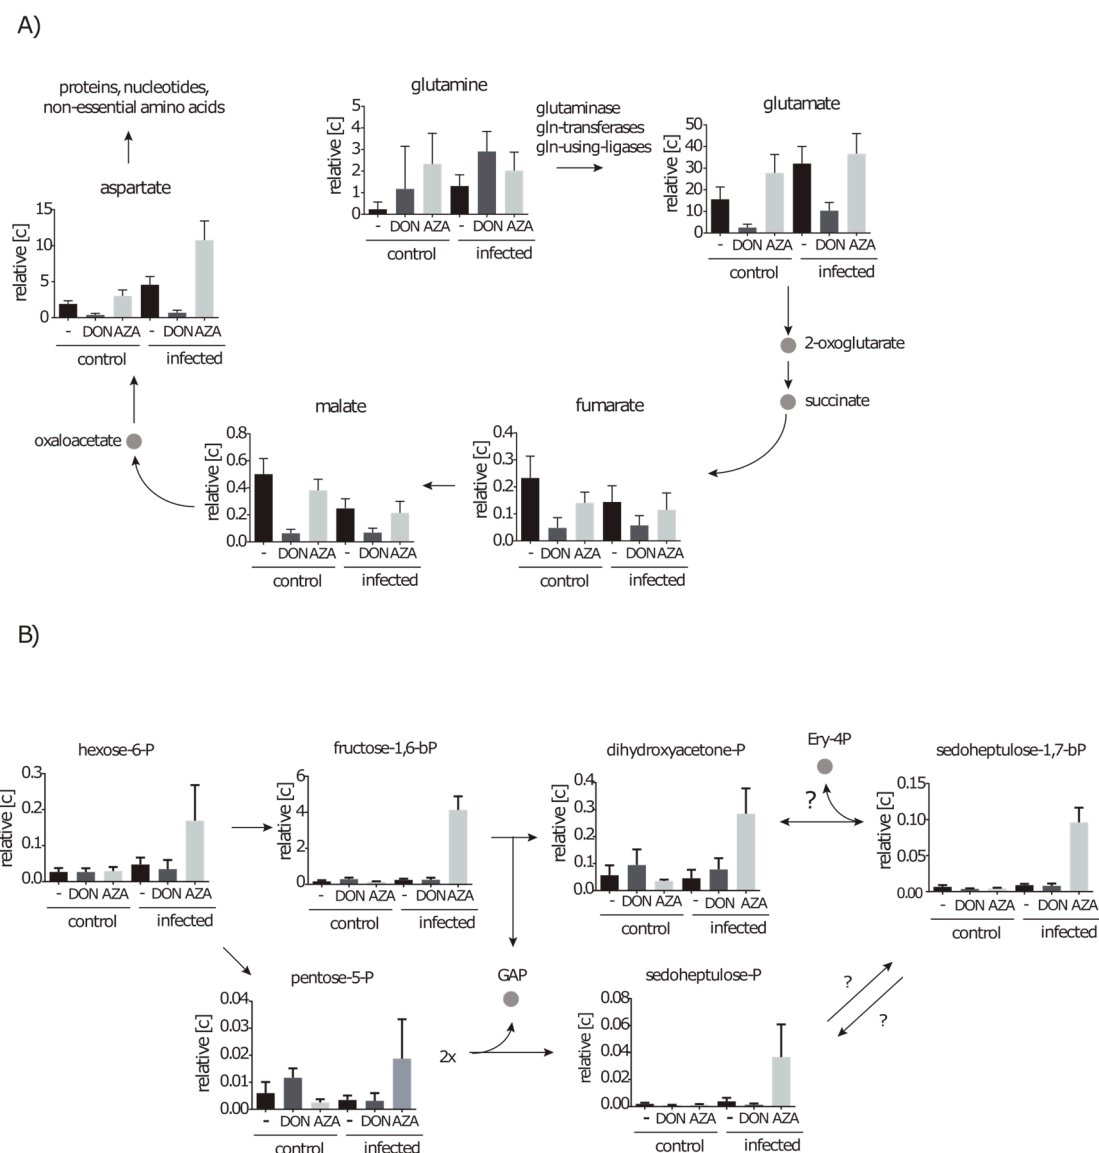 A)
proteins, nucleotides,
non-essential amino acids
aspartate
relative [c]
15
10
5
0
- DON AZA - DON AZA
control infected
glutamine
relative [c]
5
4
3
2
1
0
- DON AZA - DON AZA
control infected
glutaminase
gln-transferases
gln-using-ligases
glutamate
relative [c]
50
40
30
20
10
0
- DON AZA - DON AZA
control infected
2-oxoglutarate
succinate
fumarate
relative [c]
0.4
0.3
0.2
0.1
0.0
- DON AZA - DON AZA
control infected
malate
relative [c]
0.8
0.6
0.4
0.2
0.0
- DON AZA - DON AZA
control infected
oxaloacetate
B)
hexose-6-P
relative [c]
0.3
0.2
0.1
0.0
- DON AZA - DON AZA
control infected
fructose-1,6-bP
relative [c]
6
4
2
0
- DON AZA - DON AZA
control infected
dihydroxyacetone-P
relative [c]
0.4
0.3
0.2
0.1
0.0
- DON AZA - DON AZA
control infected
Ery-4P
?
sedoheptulose-1,7-bP
relative [c]
0.15
0.10
0.05
0.00
- DON AZA - DON AZA
control infected
pentose-5-P
relative [c]
0.04
0.03
0.02
0.01
0.00
- DON AZA - DON AZA
control infected
GAP
2x
sedoheptulose-P
relative [c]
0.08
0.06
0.04
0.02
0.00
- DON AZA - DON AZA
control infected
?
?